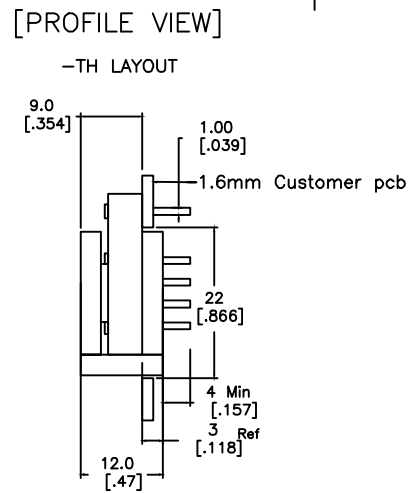 [PROFILE VIEW]
-TH LAYOUT
9.0
[.354]
1.00
[.039]
1.6mm Customer pcb
22
[.866]
4 Min
[.157]
3 Ref
[.118]
12.0
[.47]